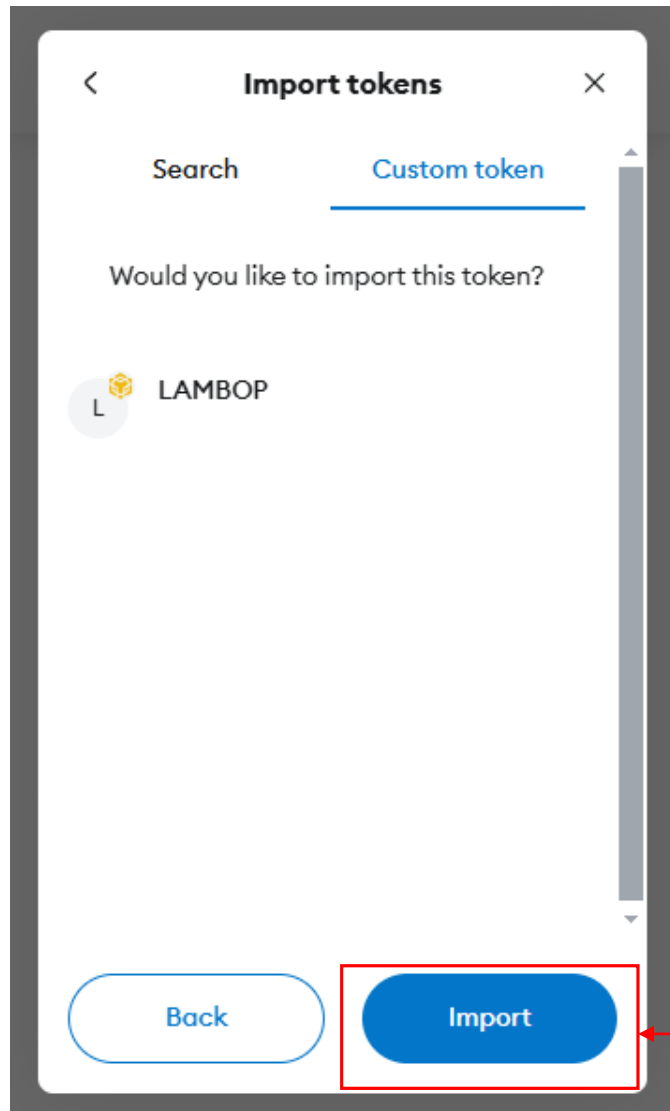 Import tokens
Search Custom token
Would you like to import this token?
L LAMBOP
Back Import